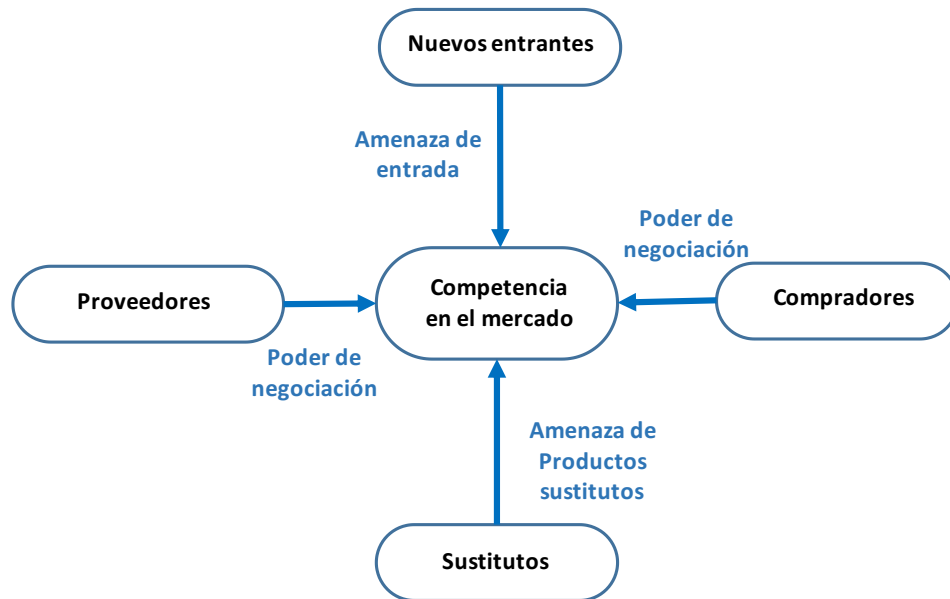 Nuevos entrantes
Amenaza de
entrada
Poder de
negociación
Proveedores
Competencia
en el mercado
Compradores
Poder de
negociación
Amenaza de
Productos
sustitutos
Sustitutos